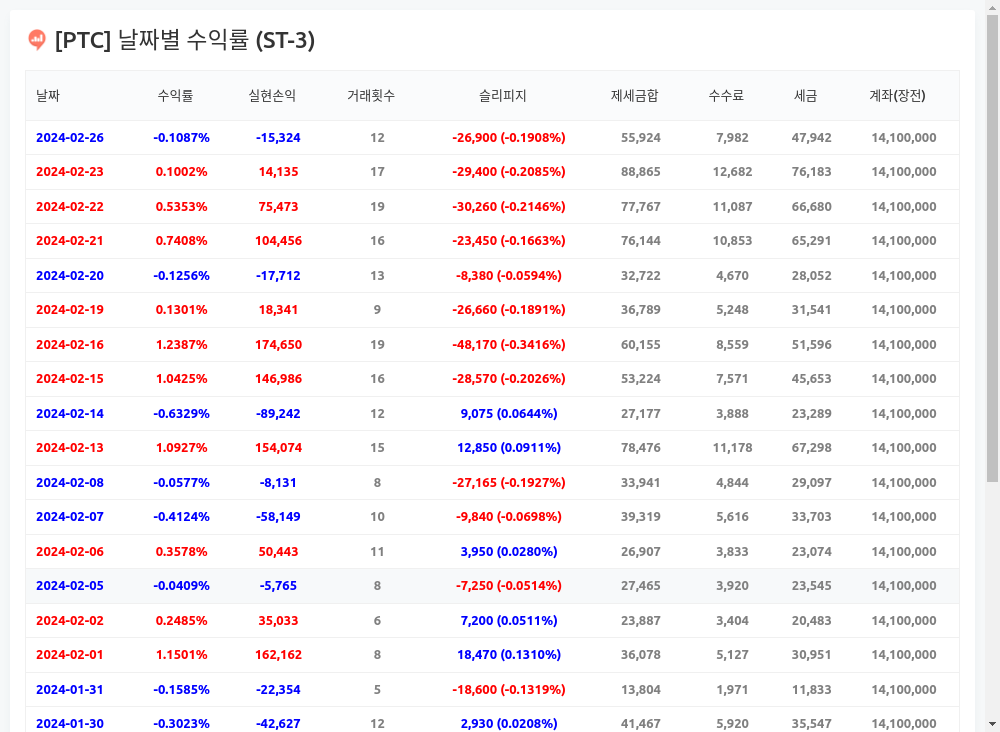 [PTC] 날짜별 수익률 (ST-3)
날짜 수익률 실현손익 거래횟수 슬리피지 제세금합 수수료 세금 계좌(장전)
2024-02-26 -0.1087% -15,324 12 -26,900 (-0.1908%) 55,924 7,982 47,942 14,100,000
2024-02-23 0.1002% 14,135 17 -29,400 (-0.2085%) 88,865 12,682 76,183 14,100,000
2024-02-22 0.5353% 75,473 19 -30,260 (-0.2146%) 77,767 11,087 66,680 14,100,000
2024-02-21 0.7408% 104,456 16 -23,450 (-0.1663%) 76,144 10,853 65,291 14,100,000
2024-02-20 -0.1256% -17,712 13 -8,380 (-0.0594%) 32,722 4,670 28,052 14,100,000
2024-02-19 0.1301% 18,341 9 -26,660 (-0.1891%) 36,789 5,248 31,541 14,100,000
2024-02-16 1.2387% 174,650 19 -48,170 (-0.3416%) 60,155 8,559 51,596 14,100,000
2024-02-15 1.0425% 146,986 16 -28,570 (-0.2026%) 53,224 7,571 45,653 14,100,000
2024-02-14 -0.6329% -89,242 12 9,075 (0.0644%) 27,177 3,888 23,289 14,100,000
2024-02-13 1.0927% 154,074 15 12,850 (0.0911%) 78,476 11,178 67,298 14,100,000
2024-02-08 -0.0577% -8,131 8 -27,165 (-0.1927%) 33,941 4,844 29,097 14,100,000
2024-02-07 -0.4124% -58,149 10 -9,840 (-0.0698%) 39,319 5,616 33,703 14,100,000
2024-02-06 0.3578% 50,443 11 3,950 (0.0280%) 26,907 3,833 23,074 14,100,000
2024-02-05 -0.0409% -5,765 8 -7,250 (-0.0514%) 27,465 3,920 23,545 14,100,000
2024-02-02 0.2485% 35,033 6 7,200 (0.0511%) 23,887 3,404 20,483 14,100,000
2024-02-01 1.1501% 162,162 8 18,470 (0.1310%) 36,078 5,127 30,951 14,100,000
2024-01-31 -0.1585% -22,354 5 -18,600 (-0.1319%) 13,804 1,971 11,833 14,100,000
2024-01-30 -0.3023% -42,627 12 2,930 (0.0208%) 41,467 5,920 35,547 14,100,000